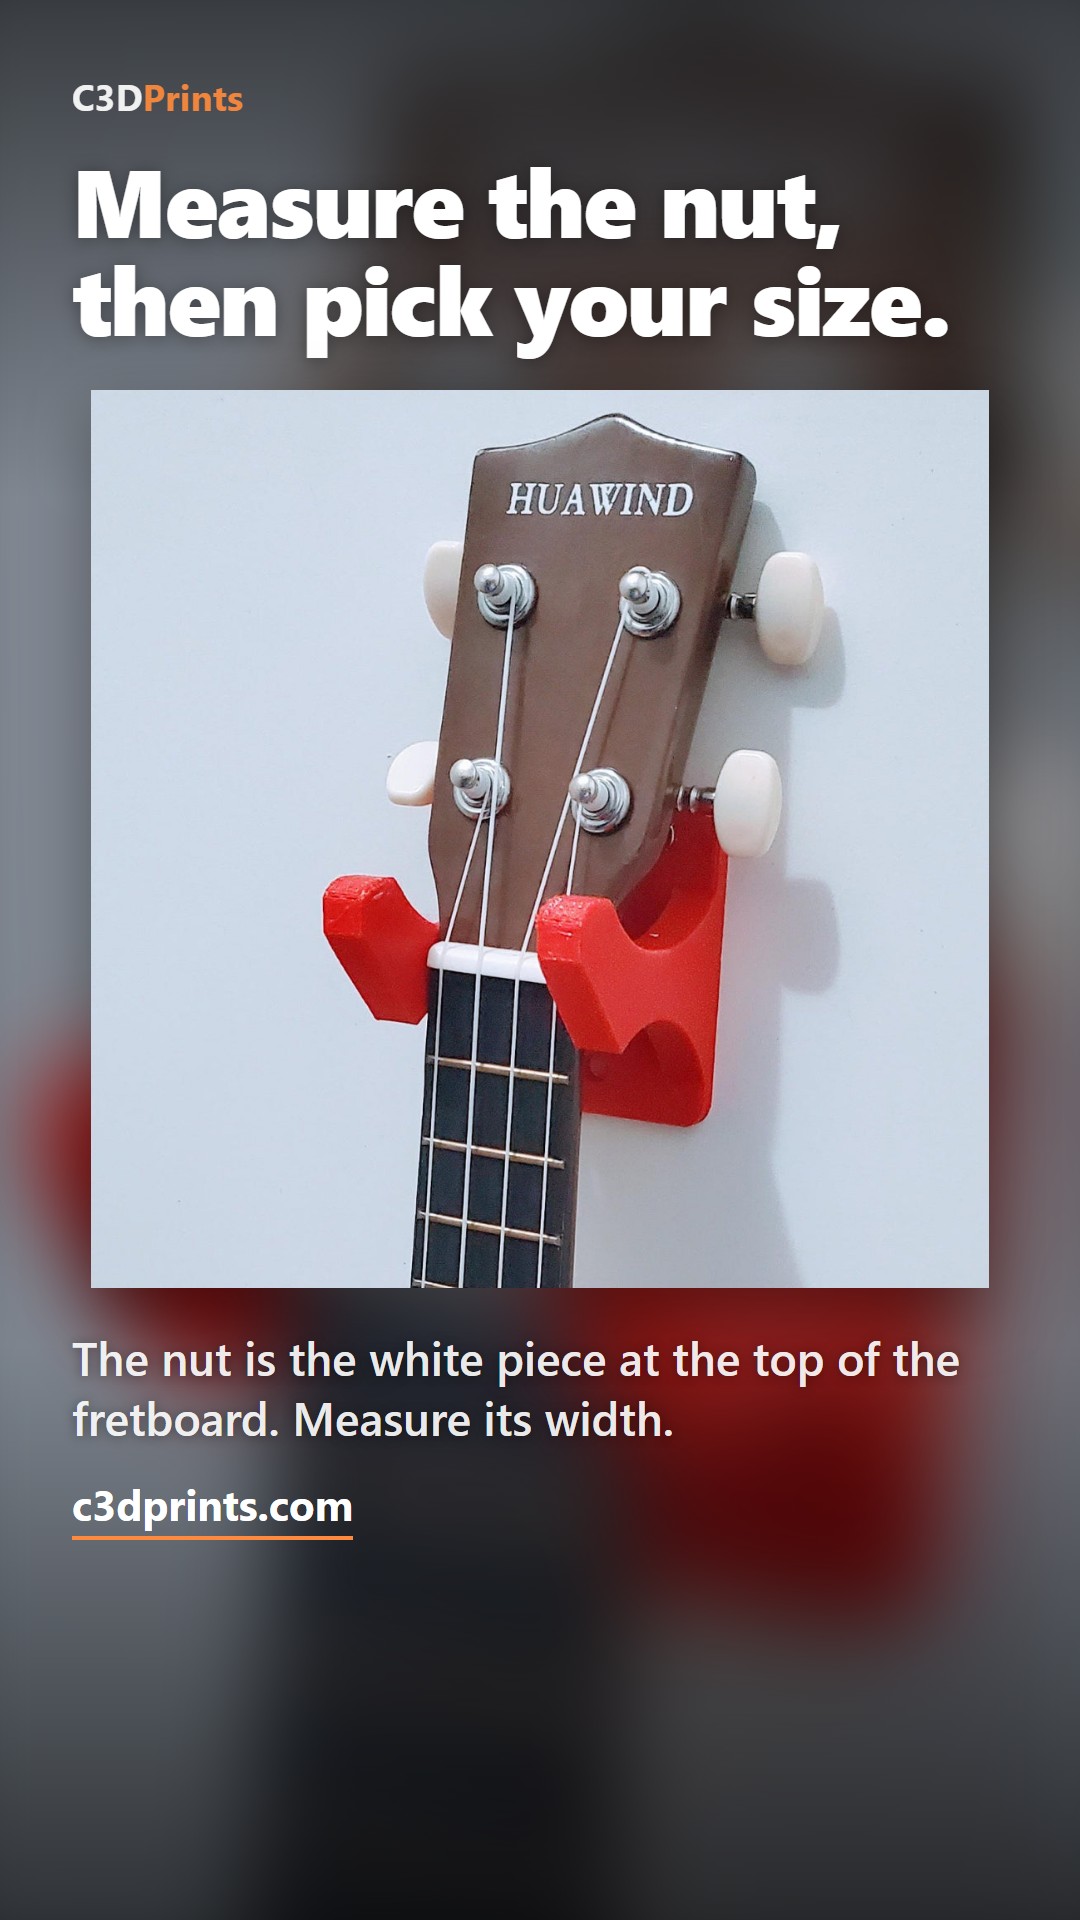 C3DPrints
Measure the nut,
then pick your size.
HUAWIND
The nut is the white piece at the top of the
fretboard. Measure its width.
c3dprints.com